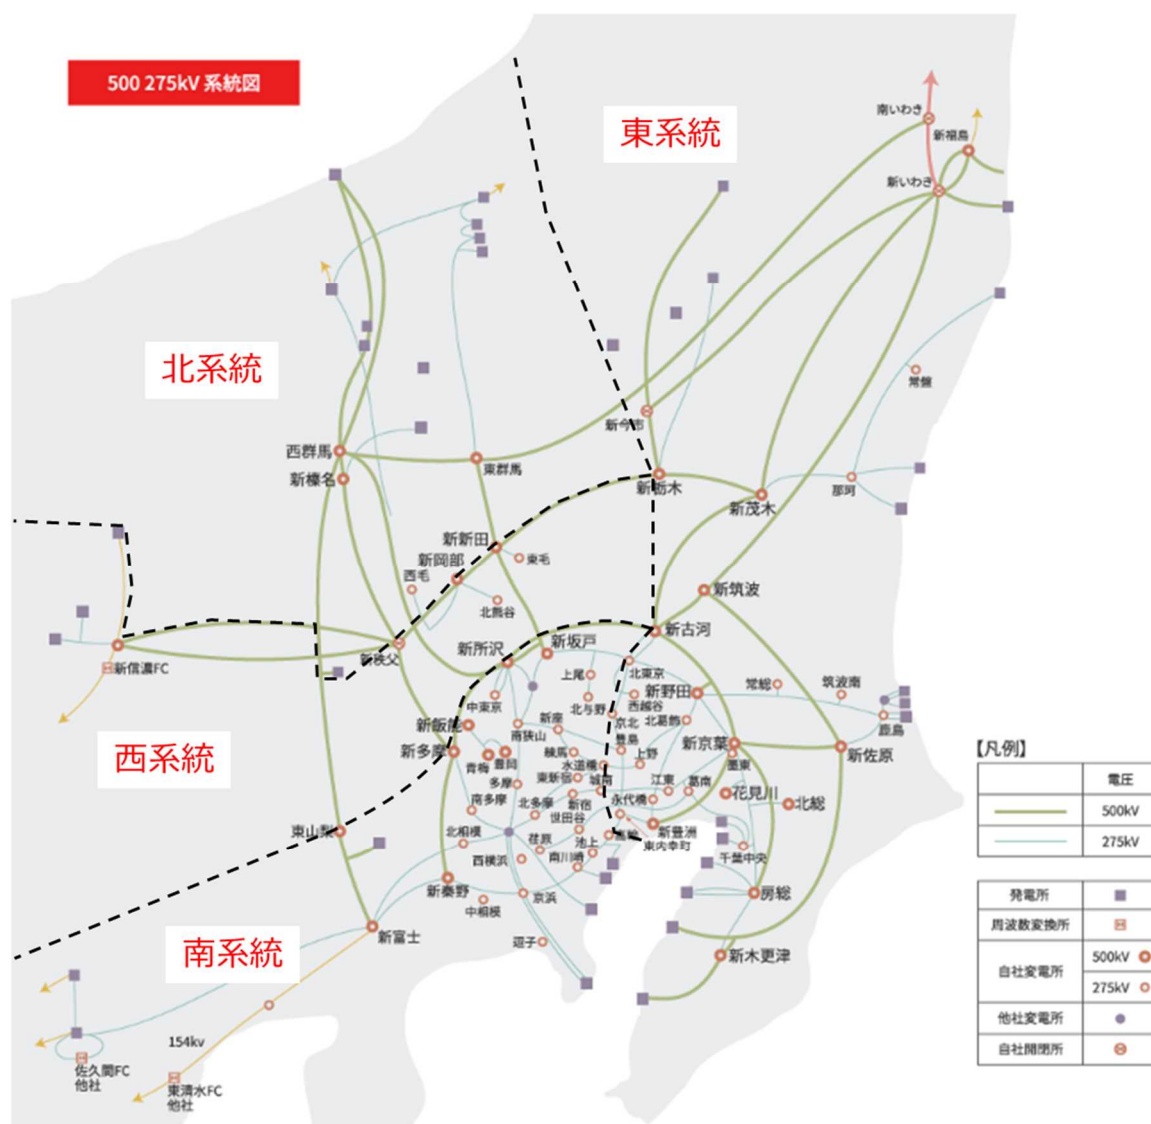 500 275kV 系統図
東系統
南いわき
新福島
新いわき
北系統
常磐
新今市
西群馬
東群馬
新榛名
新栃木
那珂
新茂木
新新田
新岡部
東毛
西毛
北熊谷
新筑波
新古河
新秩父
新信濃FC
新所沢
新坂戸
上尾
北東京
新野田
常総
筑波南
中東京
西越谷
北与野
北葛飾
京北
鹿島
新飯能
南狭山
新座
豊島
新京葉
新佐原
西系統
新多摩
青梅
豊岡
練馬
水道橋
上野
墨東
東新宿
城南
江東
葛南
花見川
多摩
北総
南多摩
北多摩
新宿
永代橋
世田谷
高輪
新豊洲
東内幸町
東山梨
北相模
荏原
池上
西横浜
南川崎
千葉中央
新秦野
中相模
京浜
房総
南系統
新富士
辺子
新木更津
154kv
佐久間FC
他社
東清水FC
他社
【凡例】
電圧
500kV
275kV
発電所
周波数変換所
自社変電所
500kV
275kV
他社変電所
自社開閉所